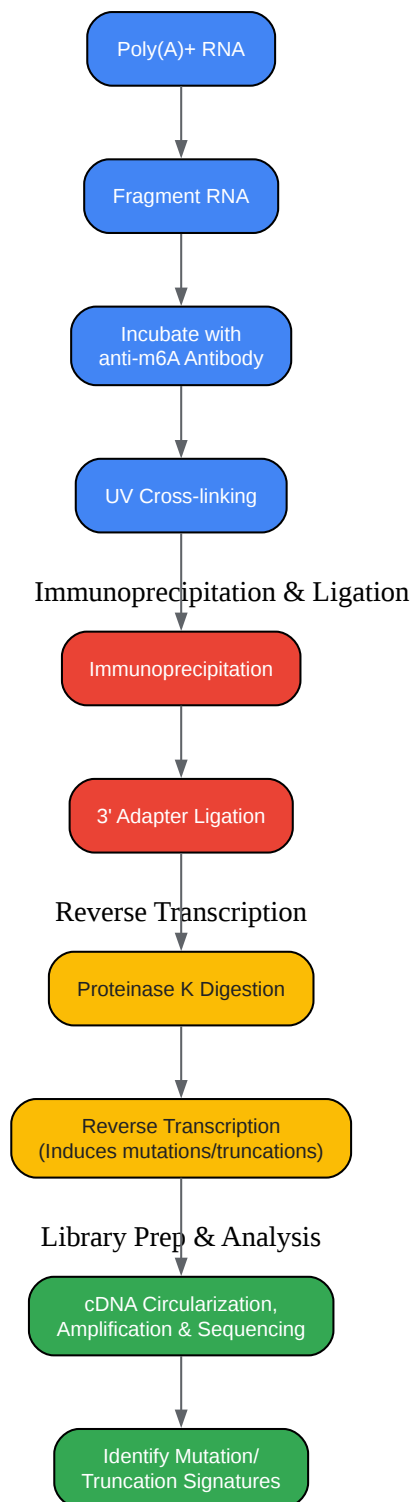 Poly(A)+ RNA
Fragment RNA
Incubate with
anti-m6A Antibody
UV Cross-linking
Immunoprecipitation & Ligation
Immunoprecipitation
3' Adapter Ligation
Reverse Transcription
Proteinase K Digestion
Reverse Transcription
(Induces mutations/truncations)
Library Prep & Analysis
cDNA Circularization,
Amplification & Sequencing
Identify Mutation/
Truncation Signatures